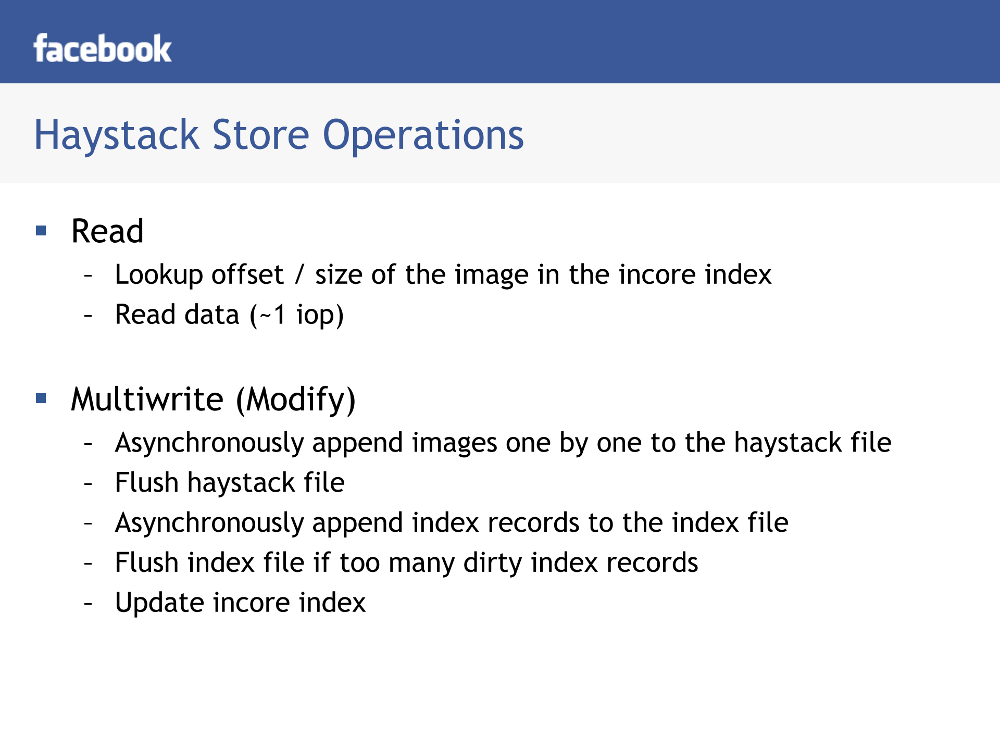 facebook
Haystack Store Operations
▪ Read
– Lookup offset / size of the image in the incore index
– Read data (~1 iop)
▪ Multiwrite (Modify)
– Asynchronously append images one by one to the haystack file
– Flush haystack file
– Asynchronously append index records to the index file
– Flush index file if too many dirty index records
– Update incore index